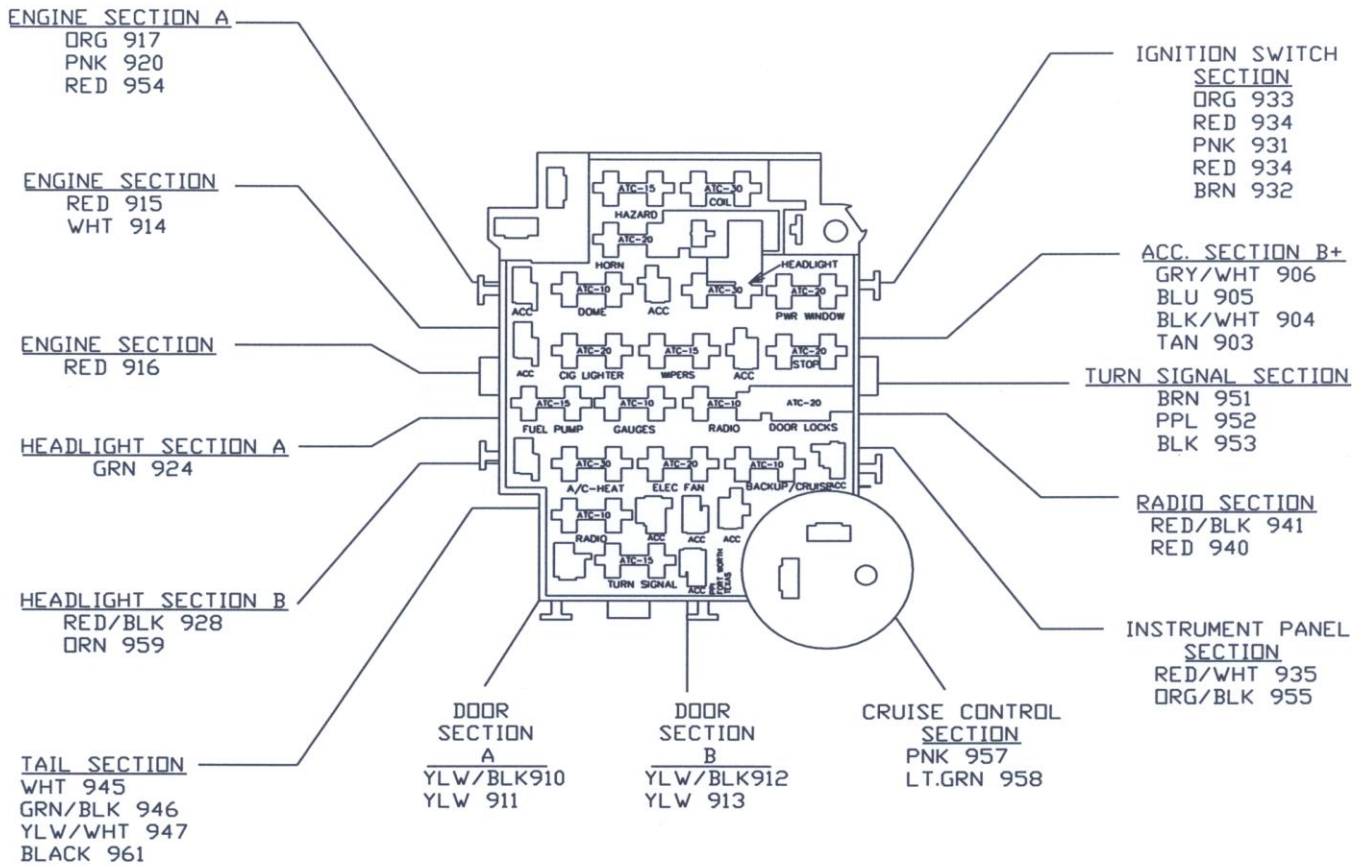 ENGINE SECTION A
ORG 917
PNK 920
RED 954
ENGINE SECTION
RED 915
WHT 914
ENGINE SECTION
RED 916
HEADLIGHT SECTION A
GRN 924
HEADLIGHT SECTION B
RED/BLK 928
ORN 959
TAIL SECTION
WHT 945
GRN/BLK 946
YLW/WHT 947
BLACK 961
ATC-15
HAZARD
ATC-30
COIL
ATC-20
HORN
HEADLIGHT
ACC
ATC-10
DOME
ACC
ATC-30
ATC-20
PWR WINDOW
ACC
ATC-20
CIG LIGHTER
ATC-15
WIPERS
ACC
ATC-20
STOP
ATC-15
FUEL PUMP
ATC-10
GAUGES
ATC-10
RADIO
ATC-20
DOOR LOCKS
ATC-30
A/C-HEAT
ATC-20
ELEC FAN
ATC-10
BACKUP/CRUISE
ACC
ATC-10
RADIO
ACC
ACC
ACC
ATC-15
TURN SIGNAL
ACC
PPI
FORT WORTH
TEXAS
DOOR
SECTION
A
YLW/BLK910
YLW 911
DOOR
SECTION
B
YLW/BLK912
YLW 913
CRUISE CONTROL
SECTION
PNK 957
LT.GRN 958
IGNITION SWITCH
SECTION
ORG 933
RED 934
PNK 931
RED 934
BRN 932
ACC. SECTION B+
GRY/WHT 906
BLU 905
BLK/WHT 904
TAN 903
TURN SIGNAL SECTION
BRN 951
PPL 952
BLK 953
RADIO SECTION
RED/BLK 941
RED 940
INSTRUMENT PANEL
SECTION
RED/WHT 935
ORG/BLK 955